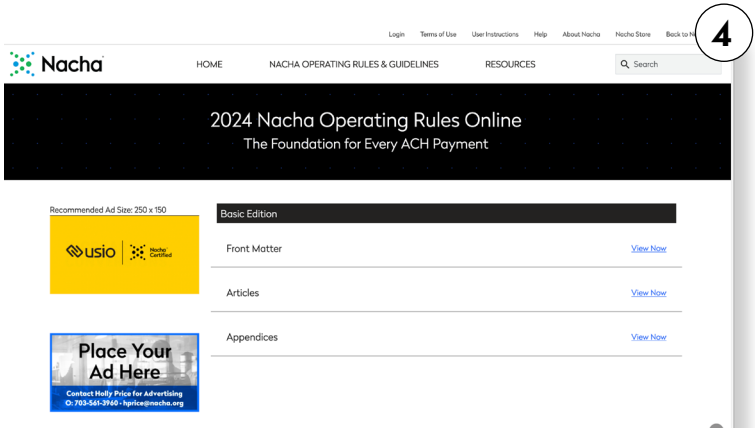 Login Terms of Use User Instructions Help About Nacha Nacha Store Back to
4
Nacha
HOME NACHA OPERATING RULES & GUIDELINES RESOURCES Search
2024 Nacha Operating Rules Online
The Foundation for Every ACH Payment
Recommended Ad Size: 250 x 150
usio Nacha Certified
Basic Edition
Front Matter View Now
Articles View Now
Appendices View Now
Place Your
Ad Here
Contact Holly Price for Advertising
O: 703-561-3960 • hprice@nacha.org